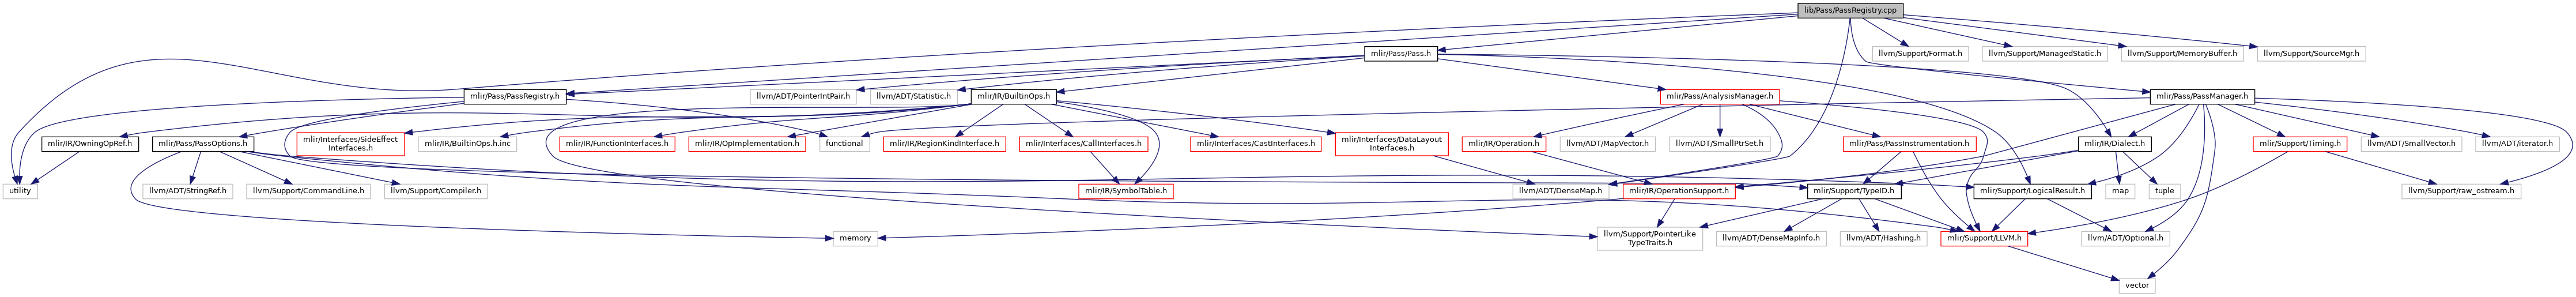 lib/Pass/PassRegistry.cpp
mlir/Pass/Pass.h
llvm/Support/Format.h
llvm/Support/ManagedStatic.h
llvm/Support/MemoryBuffer.h
llvm/Support/SourceMgr.h
mlir/Pass/PassRegistry.h
llvm/ADT/PointerIntPair.h
llvm/ADT/Statistic.h
mlir/IR/BuiltinOps.h
mlir/Pass/AnalysisManager.h
mlir/Pass/PassManager.h
mlir/IR/OwningOpRef.h
mlir/Pass/PassOptions.h
mlir/Interfaces/SideEffect
Interfaces.h
mlir/IR/BuiltinOps.h.inc
mlir/IR/FunctionInterfaces.h
mlir/IR/OpImplementation.h
functional
mlir/IR/RegionKindInterface.h
mlir/Interfaces/CallInterfaces.h
mlir/Interfaces/CastInterfaces.h
mlir/Interfaces/DataLayout
Interfaces.h
mlir/IR/Operation.h
llvm/ADT/MapVector.h
llvm/ADT/SmallPtrSet.h
mlir/Pass/PassInstrumentation.h
mlir/IR/Dialect.h
mlir/Support/Timing.h
llvm/ADT/SmallVector.h
llvm/ADT/iterator.h
utility
llvm/ADT/StringRef.h
llvm/Support/CommandLine.h
llvm/Support/Compiler.h
mlir/IR/SymbolTable.h
llvm/ADT/DenseMap.h
mlir/IR/OperationSupport.h
mlir/Support/TypeID.h
mlir/Support/LogicalResult.h
map
tuple
llvm/Support/raw_ostream.h
memory
llvm/Support/PointerLike
TypeTraits.h
llvm/ADT/DenseMapInfo.h
llvm/ADT/Hashing.h
mlir/Support/LLVM.h
llvm/ADT/Optional.h
vector